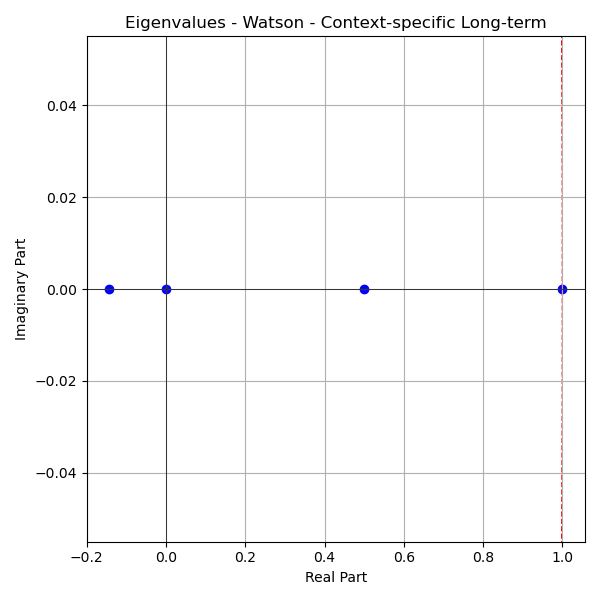 Eigenvalues - Watson - Context-specific Long-term
0.04
0.02
0.00
−0.02
−0.04
Imaginary Part
−0.2 0.0 0.2 0.4 0.6 0.8 1.0
Real Part